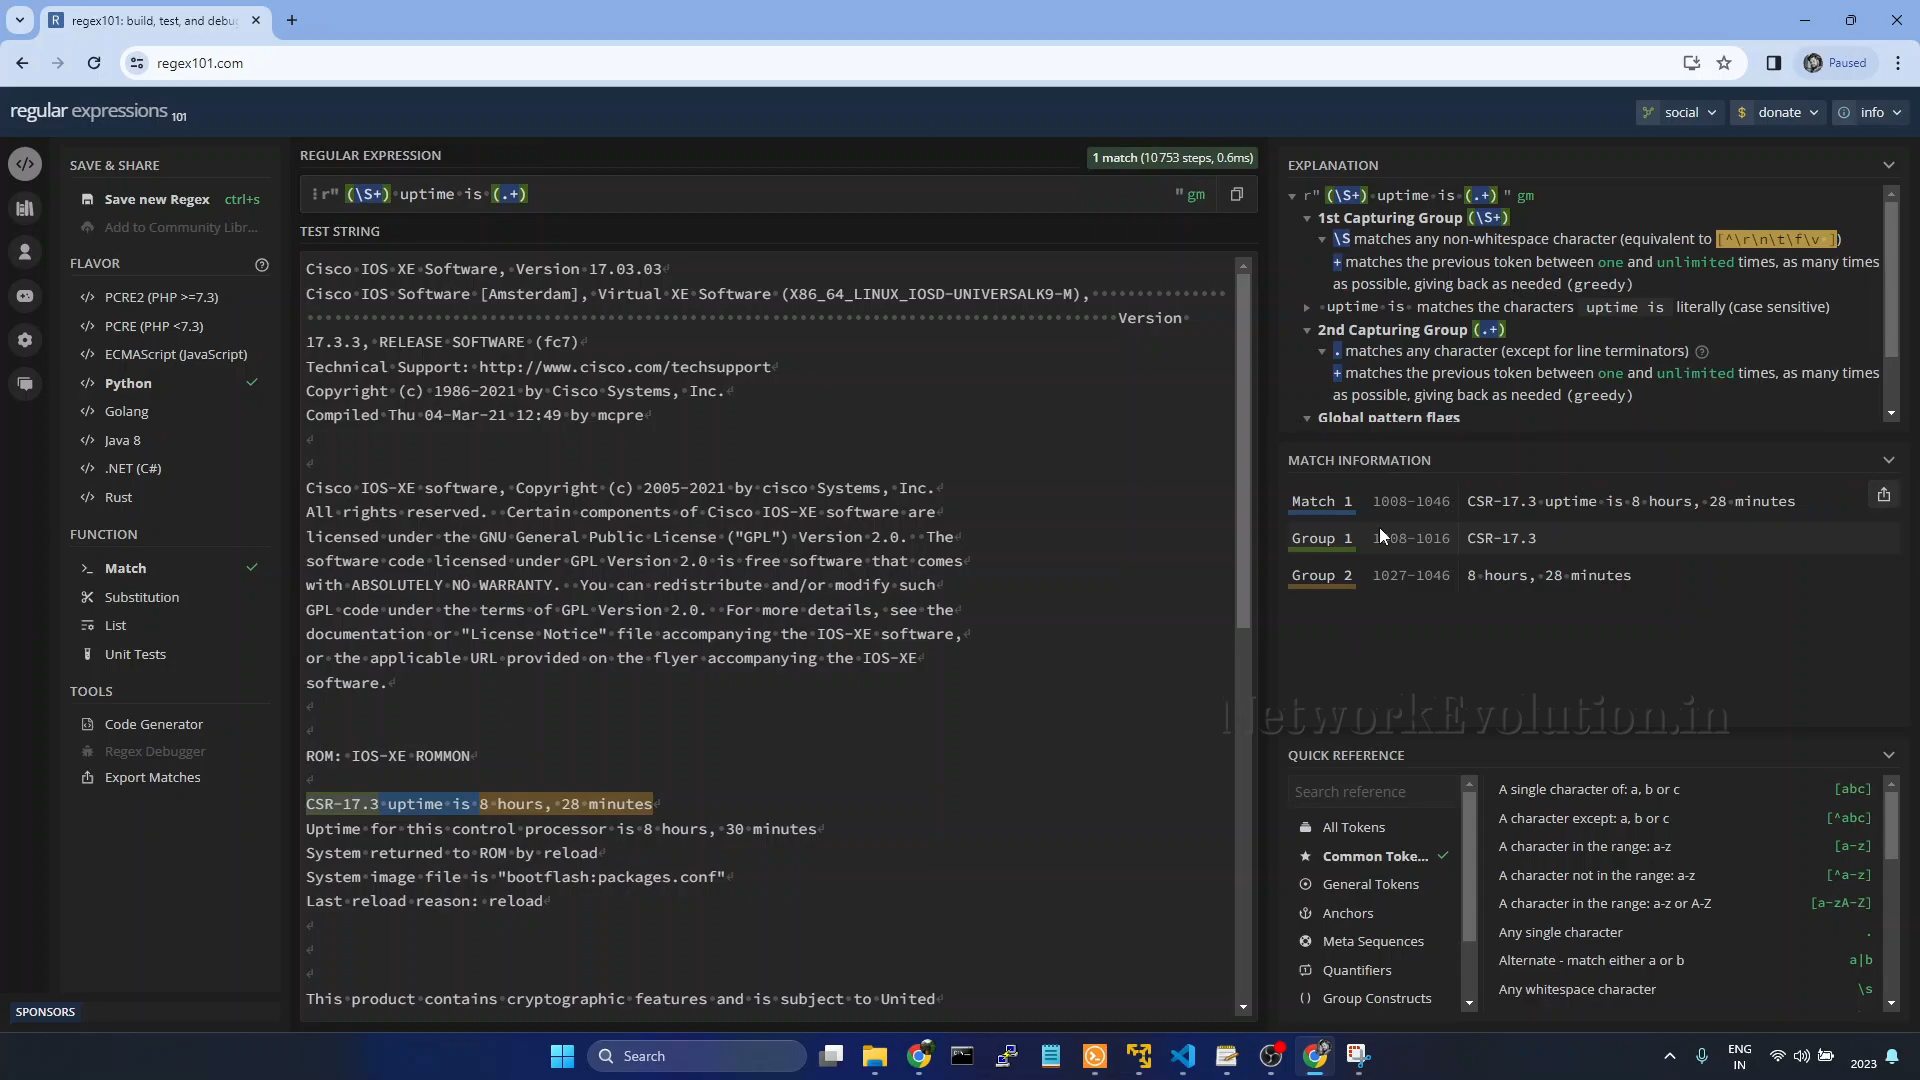 regex101: build, test, and debu
regex101.com
Paused
regular expressions 101
social
$ donate
info
SAVE & SHARE
Save new Regex ctrl+s
Add to Community Libr...
FLAVOR
PCRE2 (PHP >=7.3)
PCRE (PHP <7.3)
ECMAScript (JavaScript)
Python
Golang
Java 8
.NET (C#)
Rust
FUNCTION
Match
Substitution
List
Unit Tests
TOOLS
Code Generator
Regex Debugger
Export Matches
SPONSORS
REGULAR EXPRESSION
1 match (10753 steps, 0.6ms)
r" (\S+)·uptime·is·(.+) " gm
TEST STRING
Cisco·IOS·XE·Software,·Version·17.03.03
Cisco·IOS·Software·[Amsterdam],·Virtual·XE·Software·(X86_64_LINUX_IOSD-UNIVERSALK9-M),
Version·
17.3.3,·RELEASE·SOFTWARE·(fc7)
Technical·Support:·http://www.cisco.com/techsupport
Copyright·(c)·1986-2021·by·Cisco·Systems,·Inc.
Compiled·Thu·04-Mar-21·12:49·by·mcpre
Cisco·IOS-XE·software,·Copyright·(c)·2005-2021·by·cisco·Systems,·Inc.
All·rights·reserved.··Certain·components·of·Cisco·IOS-XE·software·are
licensed·under·the·GNU·General·Public·License·("GPL")·Version·2.0.··The
software·code·licensed·under·GPL·Version·2.0·is·free·software·that·comes
with·ABSOLUTELY·NO·WARRANTY.··You·can·redistribute·and/or·modify·such
GPL·code·under·the·terms·of·GPL·Version·2.0.··For·more·details,·see·the
documentation·or·"License·Notice"·file·accompanying·the·IOS-XE·software,
or·the·applicable·URL·provided·on·the·flyer·accompanying·the·IOS-XE
software.
ROM:·IOS-XE·ROMMON
CSR-17.3·uptime·is·8·hours,·28·minutes
Uptime·for·this·control·processor·is·8·hours,·30·minutes
System·returned·to·ROM·by·reload
System·image·file·is·"bootflash:packages.conf"
Last·reload·reason:·reload
This·product·contains·cryptographic·features·and·is·subject·to·United
EXPLANATION
r" (\S+)·uptime·is·(.+) " gm
1st Capturing Group (\S+)
\S matches any non-whitespace character (equivalent to [^\r\n\t\f\v ])
+ matches the previous token between one and unlimited times, as many times
as possible, giving back as needed (greedy)
·uptime·is· matches the characters uptime is literally (case sensitive)
2nd Capturing Group (.+)
. matches any character (except for line terminators)
+ matches the previous token between one and unlimited times, as many times
as possible, giving back as needed (greedy)
Global pattern flags
MATCH INFORMATION
Match 1 1008-1046 CSR-17.3·uptime·is·8·hours,·28·minutes
Group 1 1008-1016 CSR-17.3
Group 2 1027-1046 8·hours,·28·minutes
NetworkEvolution.in
QUICK REFERENCE
Search reference
All Tokens
Common Toke...
General Tokens
Anchors
Meta Sequences
Quantifiers
Group Constructs
A single character of: a, b or c [abc]
A character except: a, b or c [^abc]
A character in the range: a-z [a-z]
A character not in the range: a-z [^a-z]
A character in the range: a-z or A-Z [a-zA-Z]
Any single character .
Alternate - match either a or b a|b
Any whitespace character \s
Search
ENG
IN
2023